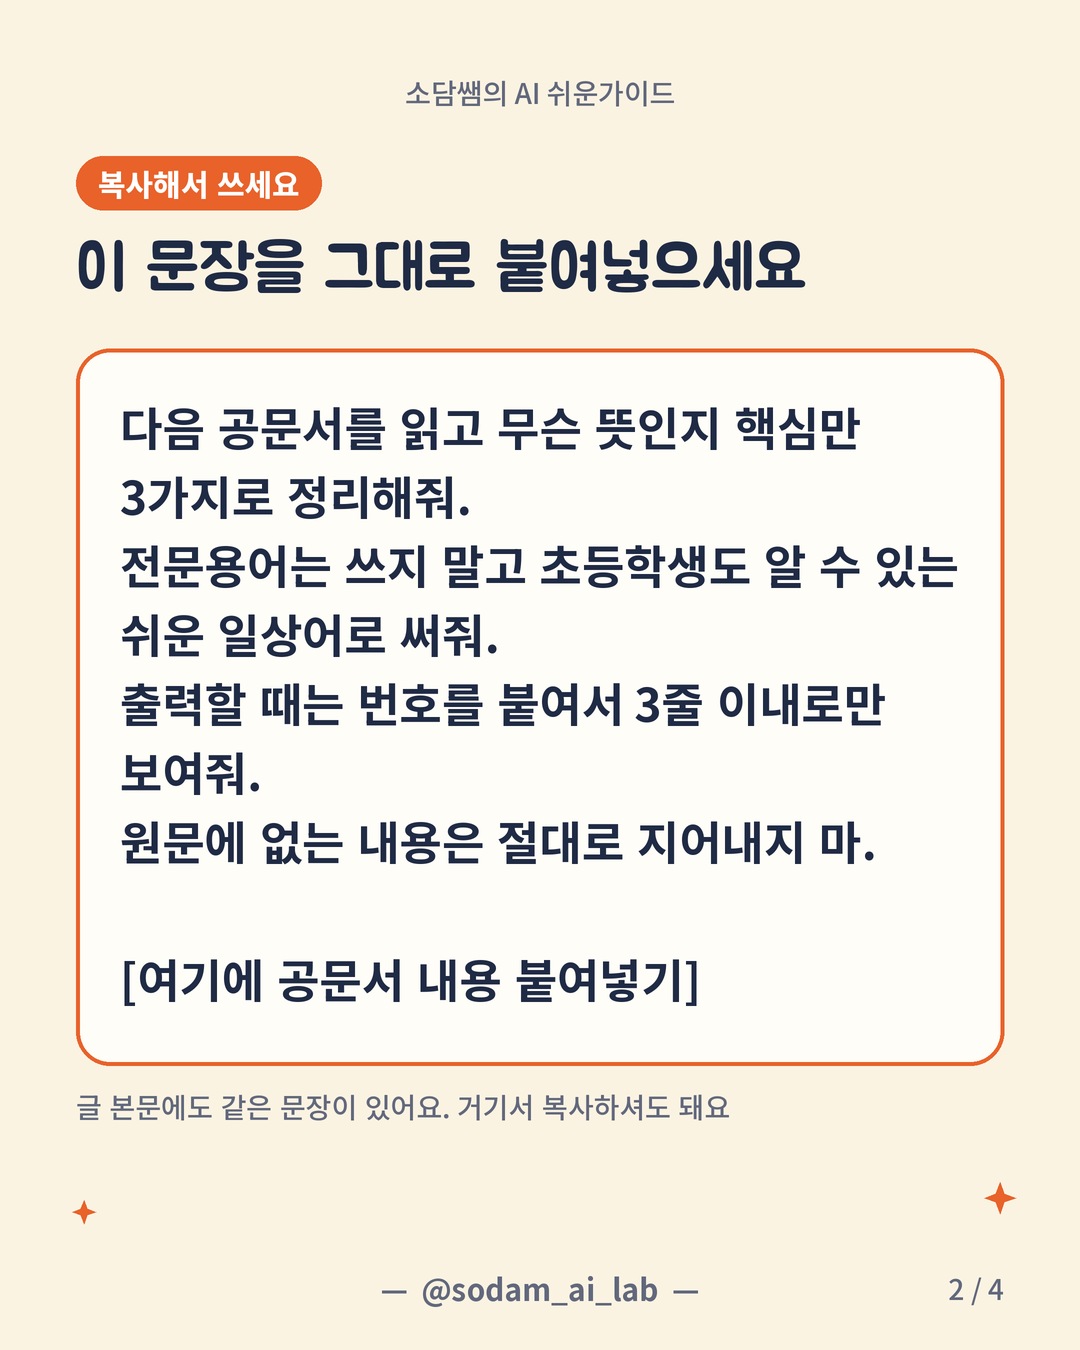 소담쌤의 AI 쉬운가이드
복사해서 쓰세요
이 문장을 그대로 붙여넣으세요
다음 공문서를 읽고 무슨 뜻인지 핵심만
3가지로 정리해줘.
전문용어는 쓰지 말고 초등학생도 알 수 있는
쉬운 일상어로 써줘.
출력할 때는 번호를 붙여서 3줄 이내로만
보여줘.
원문에 없는 내용은 절대로 지어내지 마.
[여기에 공문서 내용 붙여넣기]
글 본문에도 같은 문장이 있어요. 거기서 복사하셔도 돼요
— @sodam_ai_lab —
2 / 4